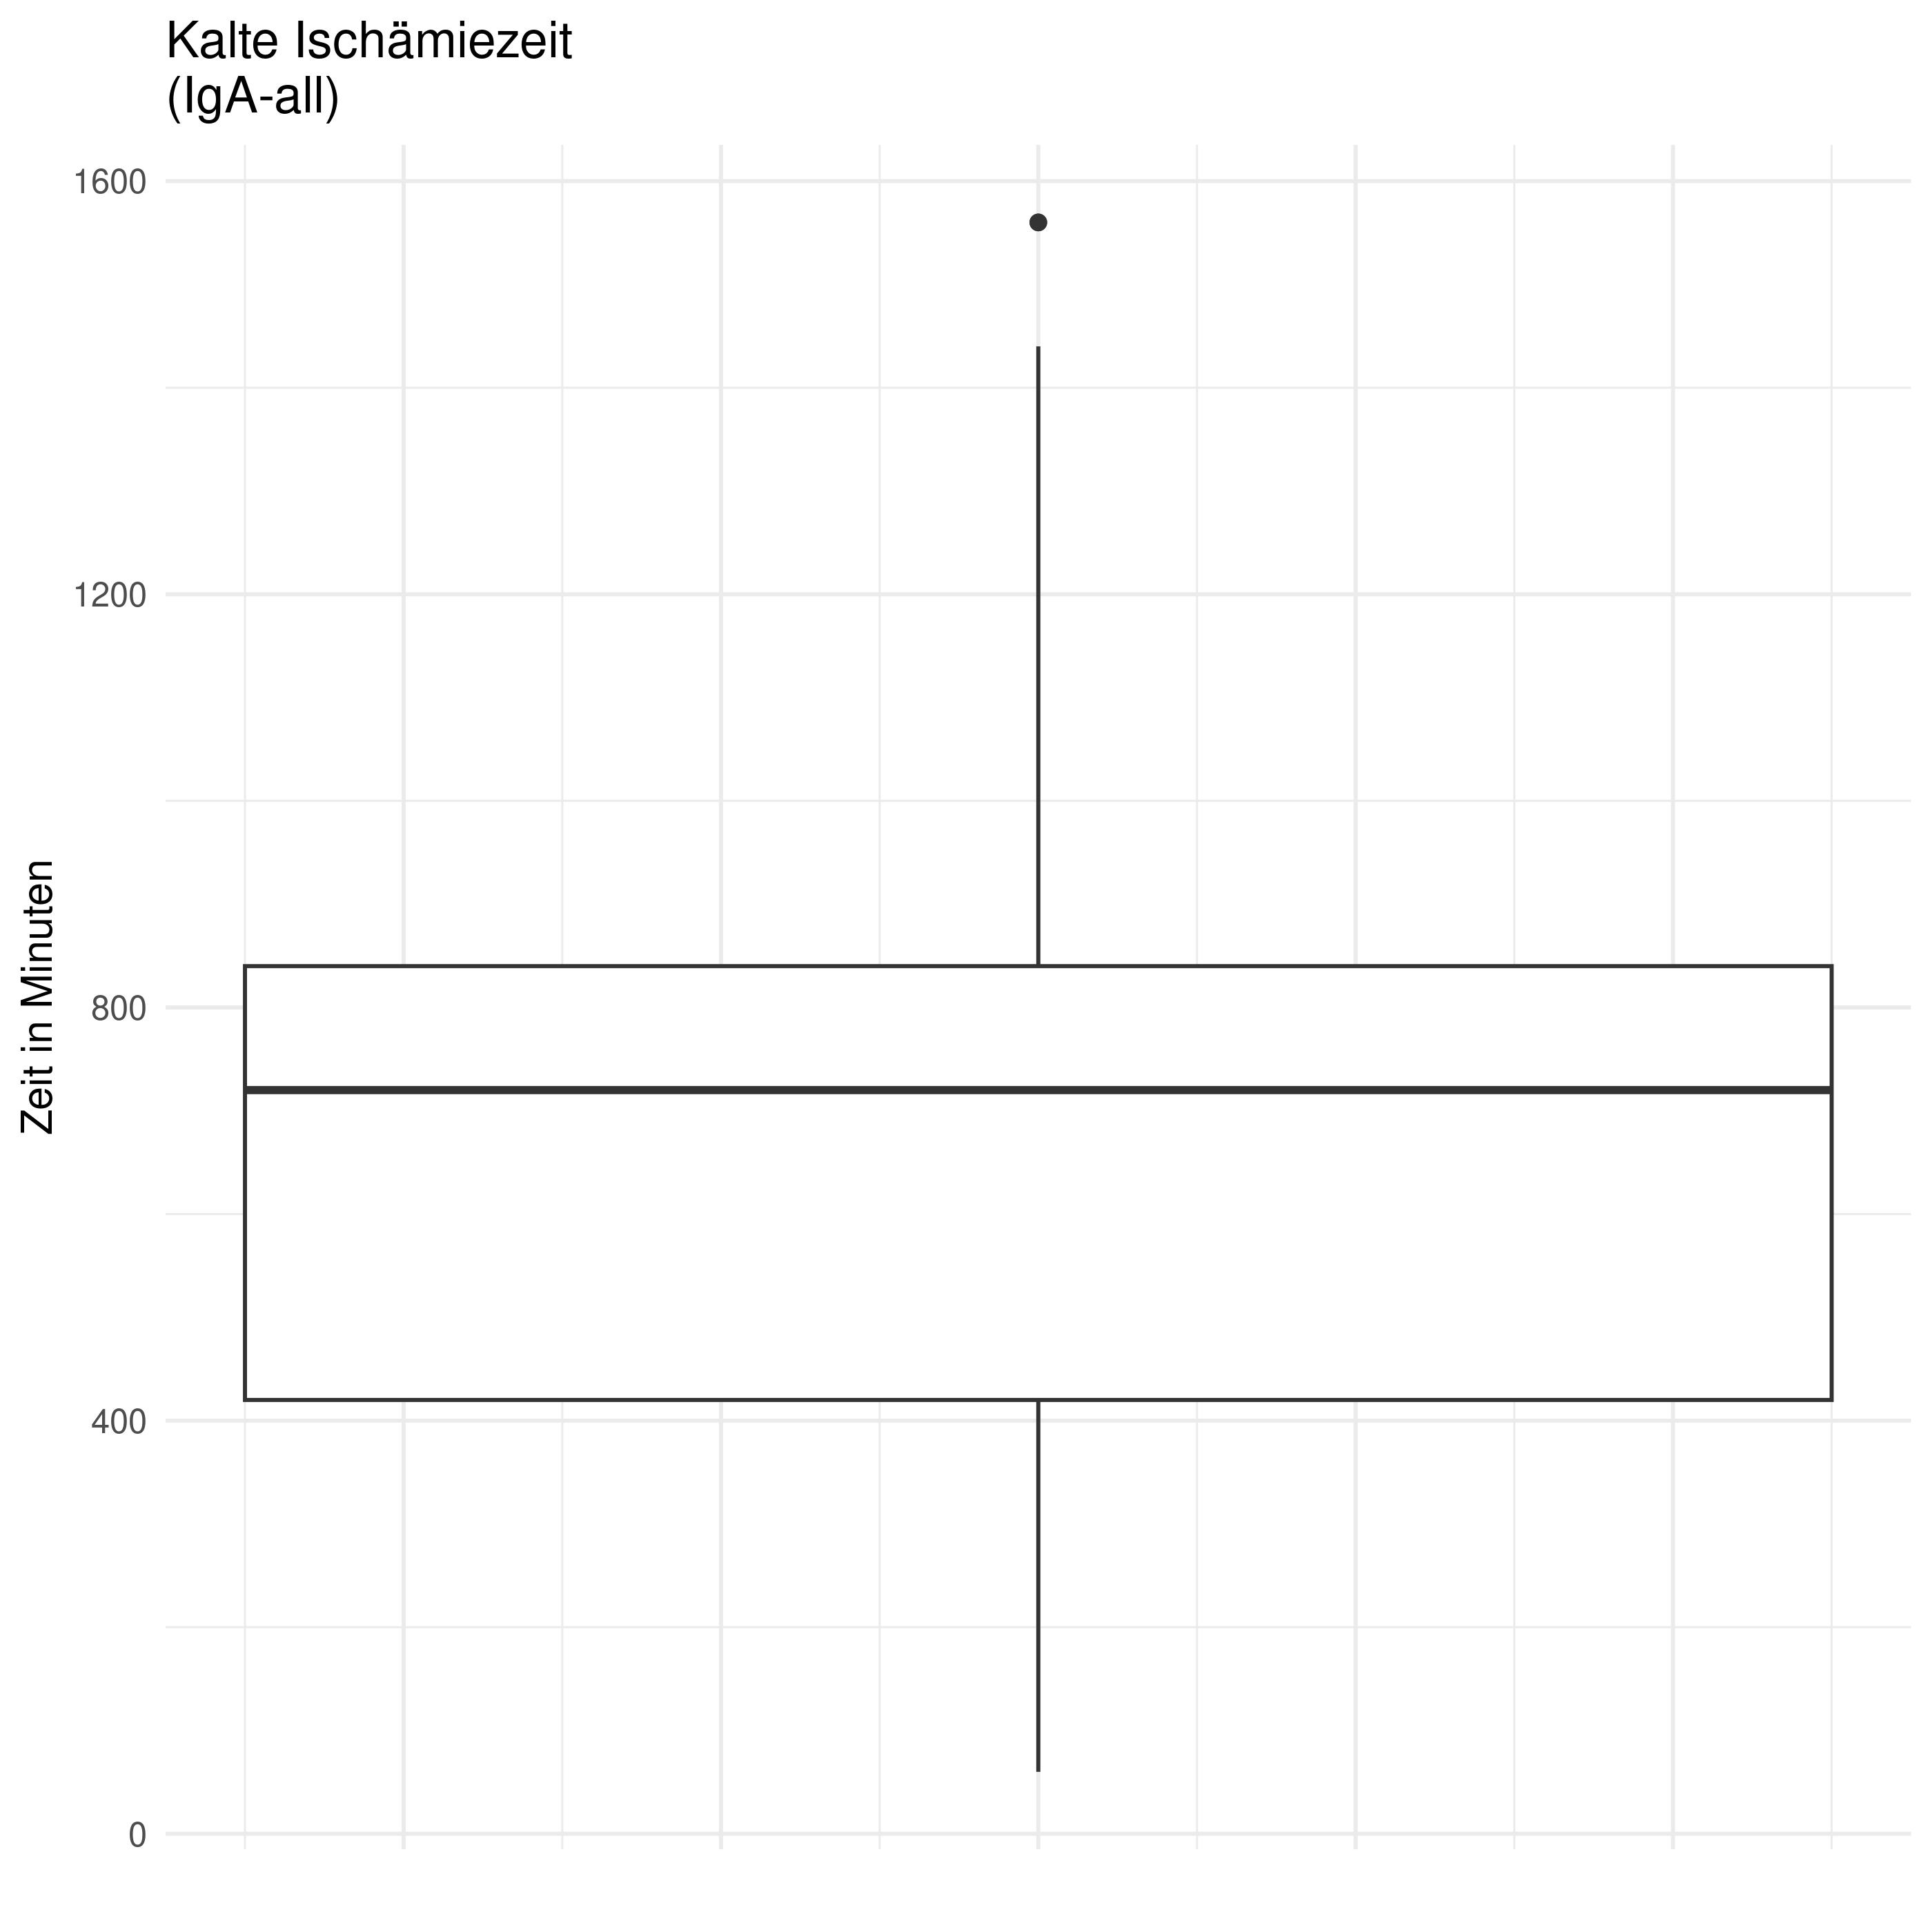 Kalte Ischämiezeit
(IgA-all)
1600
1200
800
400
0
Zeit in Minuten